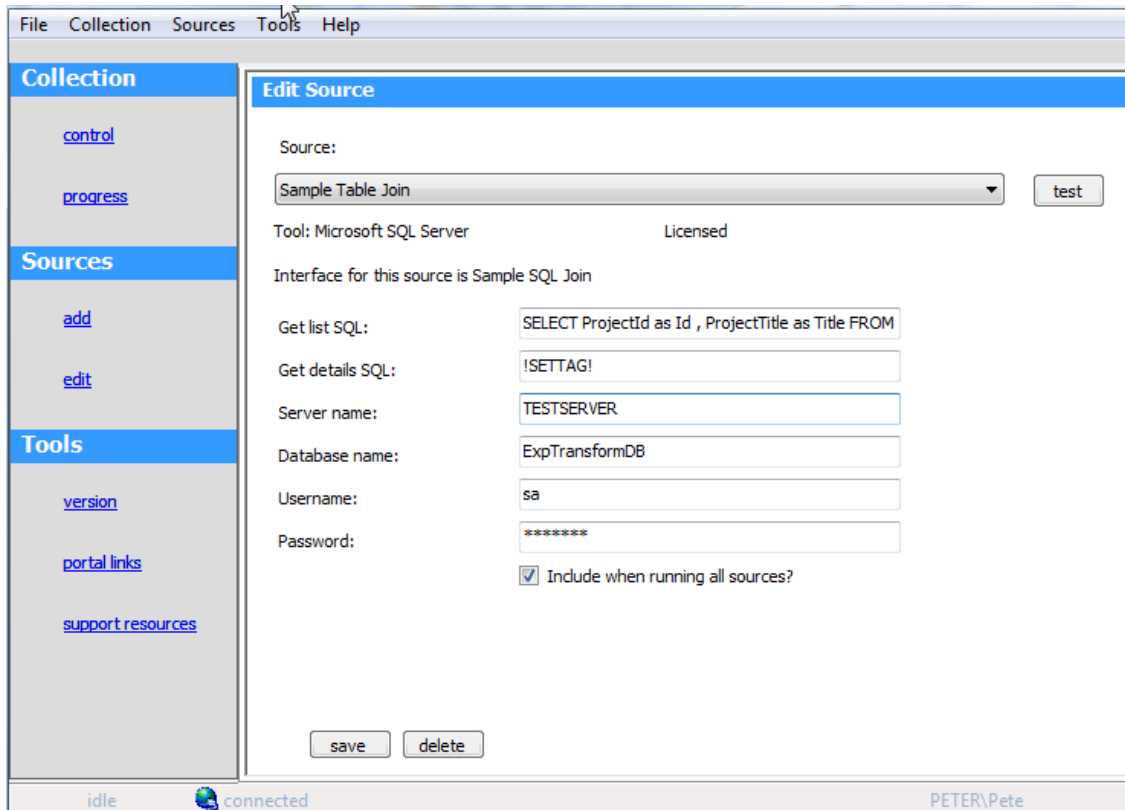 File Collection Sources Tools Help
Collection
control
progress
Sources
add
edit
Tools
version
portal links
support resources
Edit Source
Source:
Sample Table Join
test
Tool: Microsoft SQL Server Licensed
Interface for this source is Sample SQL Join
Get list SQL: SELECT ProjectId as Id , ProjectTitle as Title FROM
Get details SQL: !SETTAG!
Server name: TESTSERVER
Database name: ExpTransformDB
Username: sa
Password: *******
Include when running all sources?
save delete
idle connected PETER\Pete